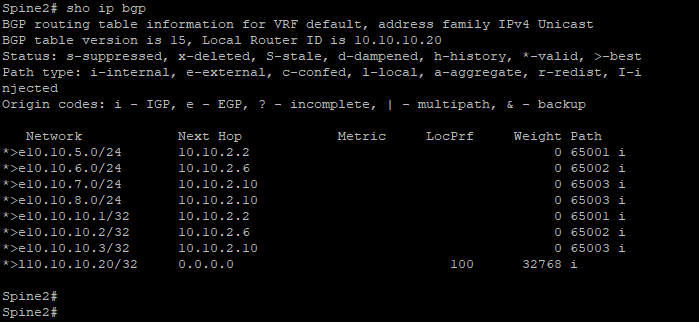 Spine2# sho ip bgp
BGP routing table information for VRF default, address family IPv4 Unicast
BGP table version is 15, Local Router ID is 10.10.10.20
Status: s-suppressed, x-deleted, S-stale, d-dampened, h-history, *-valid, >-best
Path type: i-internal, e-external, c-confed, l-local, a-aggregate, r-redist, I-i
njected
Origin codes: i - IGP, e - EGP, ? - incomplete, | - multipath, & - backup
   Network            Next Hop            Metric     LocPrf     Weight Path
*>e10.10.5.0/24       10.10.2.2                                      0 65001 i
*>e10.10.6.0/24       10.10.2.6                                      0 65002 i
*>e10.10.7.0/24       10.10.2.10                                     0 65003 i
*>e10.10.8.0/24       10.10.2.10                                     0 65003 i
*>e10.10.10.1/32      10.10.2.2                                      0 65001 i
*>e10.10.10.2/32      10.10.2.6                                      0 65002 i
*>e10.10.10.3/32      10.10.2.10                                     0 65003 i
*>l10.10.10.20/32     0.0.0.0                           100      32768 i
Spine2#
Spine2#